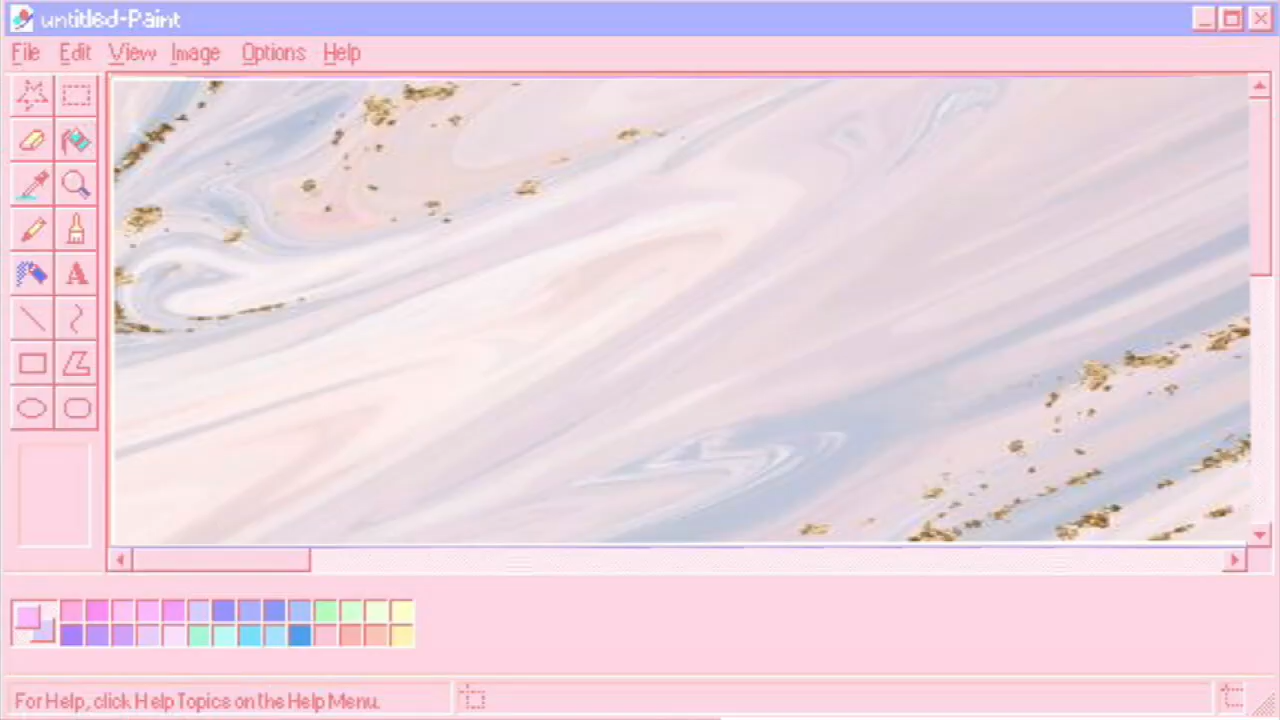 untitled-Paint
File Edit View Image Options Help
A
For Help, click Help Topics on the Help Menu.